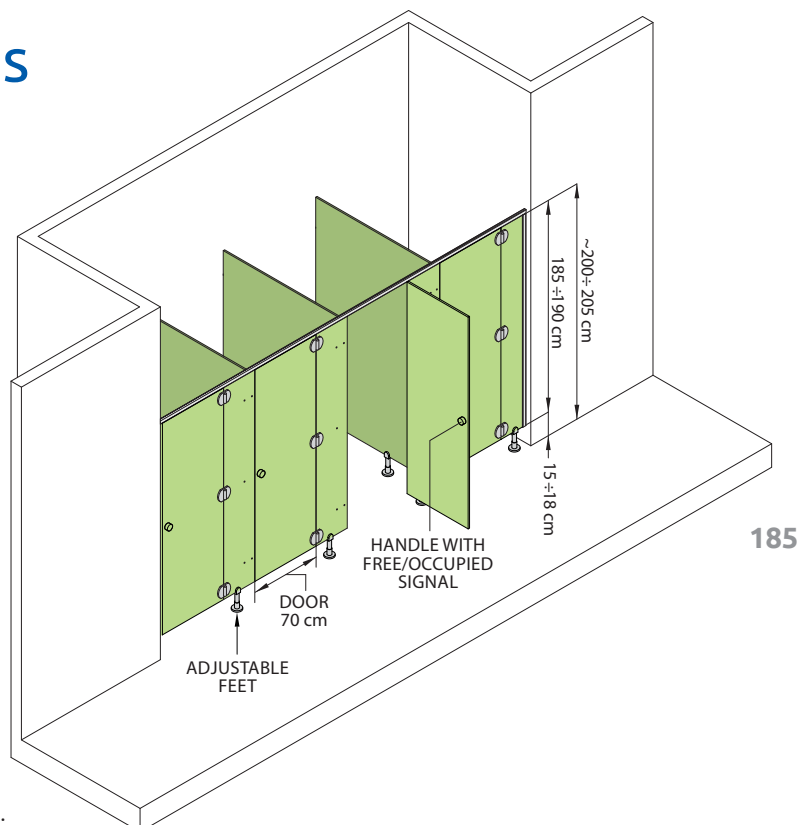 s
~200÷ 205 cm
185 ÷190 cm
15 ÷18 cm
185
HANDLE WITH
FREE/OCCUPIED
SIGNAL
DOOR
70 cm
ADJUSTABLE
FEET
.